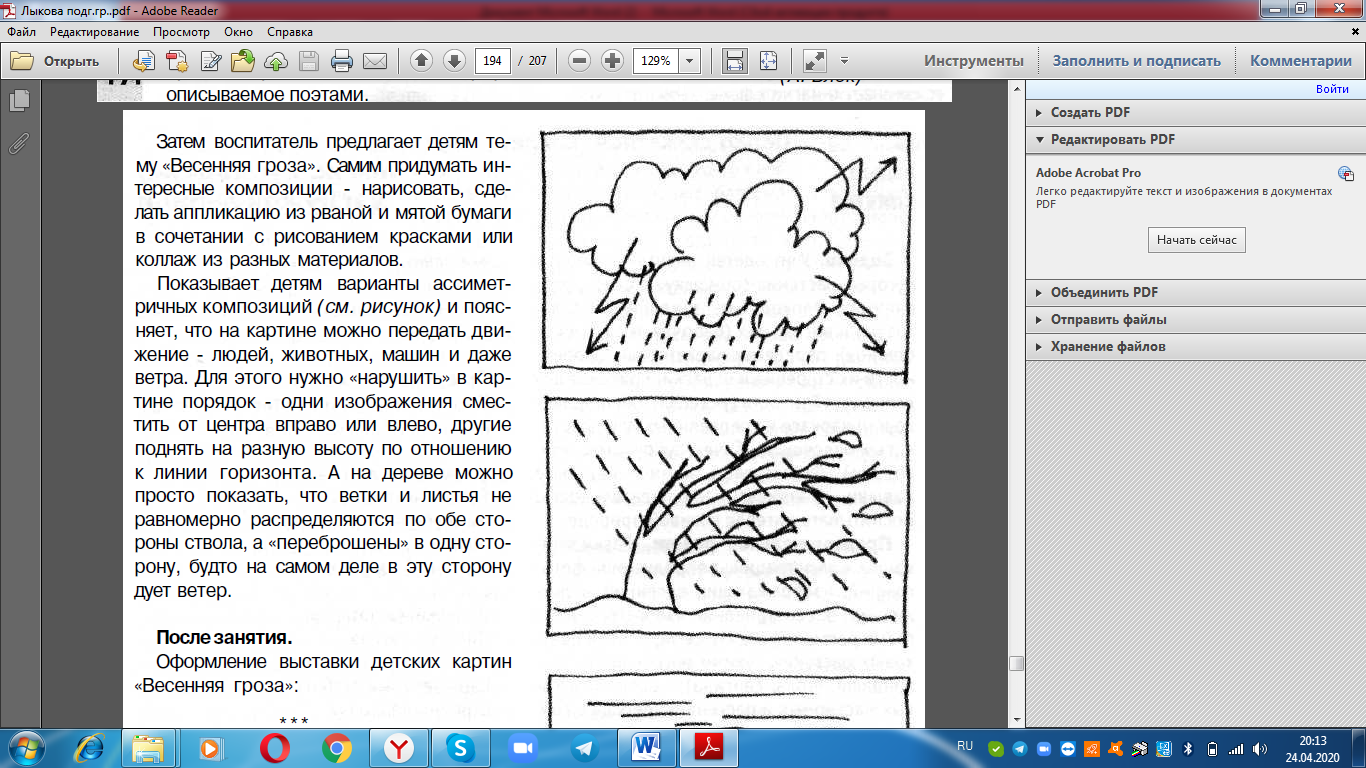 Лыкова подг.гр..pdf - Adobe Reader
Файл Редактирование Просмотр Окно Справка
Открыть 194 / 207 129% Инструменты Заполнить и подписать Комментарии
Войти
описываемое поэтами.
Затем воспитатель предлагает детям те-
му «Весенняя гроза». Самим придумать ин-
тересные композиции - нарисовать, сде-
лать аппликацию из рваной и мятой бумаги
в сочетании с рисованием красками или
коллаж из разных материалов.
Показывает детям варианты ассимет-
ричных композиций (см. рисунок) и пояс-
няет, что на картине можно передать дви-
жение - людей, животных, машин и даже
ветра. Для этого нужно «нарушить» в кар-
тине порядок - одни изображения смес-
тить от центра вправо или влево, другие
поднять на разную высоту по отношению
к линии горизонта. А на дереве можно
просто показать, что ветки и листья не
равномерно распределяются по обе сто-
роны ствола, а «переброшены» в одну сто-
рону, будто на самом деле в эту сторону
дует ветер.
После занятия.
Оформление выставки детских картин
«Весенняя гроза»:
***
Создать PDF
Редактировать PDF
Adobe Acrobat Pro
Легко редактируйте текст и изображения в документах
PDF
Начать сейчас
Объединить PDF
Отправить файлы
Хранение файлов
RU
20:13
24.04.2020